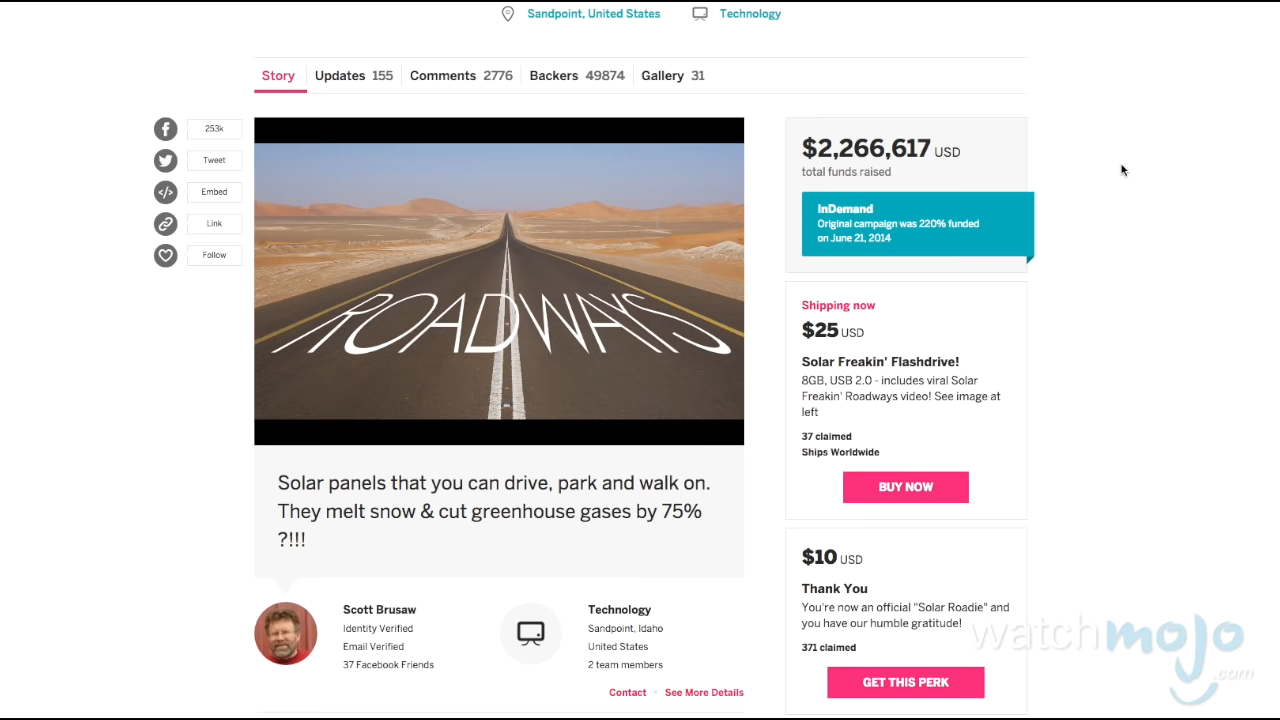 Sandpoint, United States
Technology
Story
Updates 155
Comments 2776
Backers 49874
Gallery 31
253k
Tweet
Embed
Link
Follow
ROADWAYS
Solar panels that you can drive, park and walk on.
They melt snow & cut greenhouse gases by 75%
?!!!
Scott Brusaw
Identity Verified
Email Verified
37 Facebook Friends
Technology
Sandpoint, Idaho
United States
2 team members
Contact
See More Details
$2,266,617 USD
total funds raised
InDemand
Original campaign was 220% funded
on June 21, 2014
Shipping now
$25 USD
Solar Freakin' Flashdrive!
8GB, USB 2.0 - includes viral Solar
Freakin' Roadways video! See image at
left
37 claimed
Ships Worldwide
BUY NOW
$10 USD
Thank You
You're now an official "Solar Roadie" and
you have our humble gratitude!
371 claimed
GET THIS PERK
watchmojo
.com